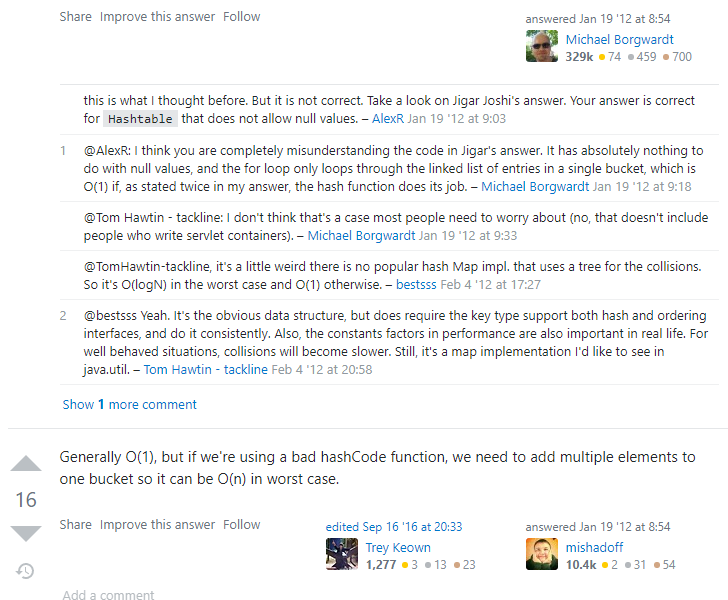 Share Improve this answer Follow
answered Jan 19 '12 at 8:54
Michael Borgwardt
329k 74 459 700
this is what I thought before. But it is not correct. Take a look on Jigar Joshi's answer. Your answer is correct
for Hashtable that does not allow null values. – AlexR Jan 19 '12 at 9:03
1 @AlexR: I think you are completely misunderstanding the code in Jigar's answer. It has absolutely nothing to
do with null values, and the for loop only loops through the linked list of entries in a single bucket, which is
O(1) if, as stated twice in my answer, the hash function does its job. – Michael Borgwardt Jan 19 '12 at 9:18
@Tom Hawtin - tackline: I don't think that's a case most people need to worry about (no, that doesn't include
people who write servlet containers). – Michael Borgwardt Jan 19 '12 at 9:33
@TomHawtin-tackline, it's a little weird there is no popular hash Map impl. that uses a tree for the collisions.
So it's O(logN) in the worst case and O(1) otherwise. – bestsss Feb 4 '12 at 17:27
2 @bestsss Yeah. It's the obvious data structure, but does require the key type support both hash and ordering
interfaces, and do it consistently. Also, the constants factors in performance are also important in real life. For
well behaved situations, collisions will become slower. Still, it's a map implementation I'd like to see in
java.util. – Tom Hawtin - tackline Feb 4 '12 at 20:58
Show 1 more comment
Generally O(1), but if we're using a bad hashCode function, we need to add multiple elements to
one bucket so it can be O(n) in worst case.
16
Share Improve this answer Follow
edited Sep 16 '16 at 20:33
Trey Keown
1,277 3 13 23
answered Jan 19 '12 at 8:54
mishadoff
10.4k 2 31 54
Add a comment